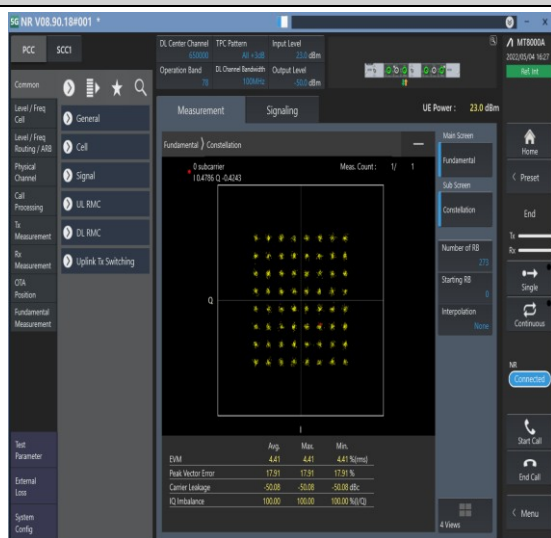 5G NR V08.90.18#001 *
PCC
SCC1
DL Center Channel
650000
TPC Pattern
All +3dB
Input Level
23.0 dBm
Operation Band
78
DL Channel Bandwidth
100MHz
Output Level
-50.0 dBm
MT8000A
2022/05/04 16:27
Ref. Int
Common
Level / Freq
Cell
Level / Freq
Routing / ARB
Physical
Channel
Call
Processing
Tx
Measurement
Rx
Measurement
OTA
Position
Fundamental
Measurement
Test
Parameter
External
Loss
System
Config
General
Cell
Signal
UL RMC
DL RMC
Uplink Tx Switching
Measurement
Signaling
UE Power : 23.0 dBm
Fundamental ) Constellation
0 subcarrier
I 0.4786 Q -0.4243
Meas. Count : 1/ 1
Q
I
Avg. Max. Min.
EVM 4.41 4.41 4.41 %(rms)
Peak Vector Error 17.91 17.91 17.91 %
Carrier Leakage -50.08 -50.08 -50.08 dBc
IQ Imbalance 100.00 100.00 100.00 %(I/Q)
Main Screen
Fundamental
Sub Screen
Constellation
Number of RB
273
Starting RB
0
Interpolation
None
4 Views
Home
Preset
End
Tx
Rx
Single
Continuous
NR
Connected
Start Call
End Call
Menu